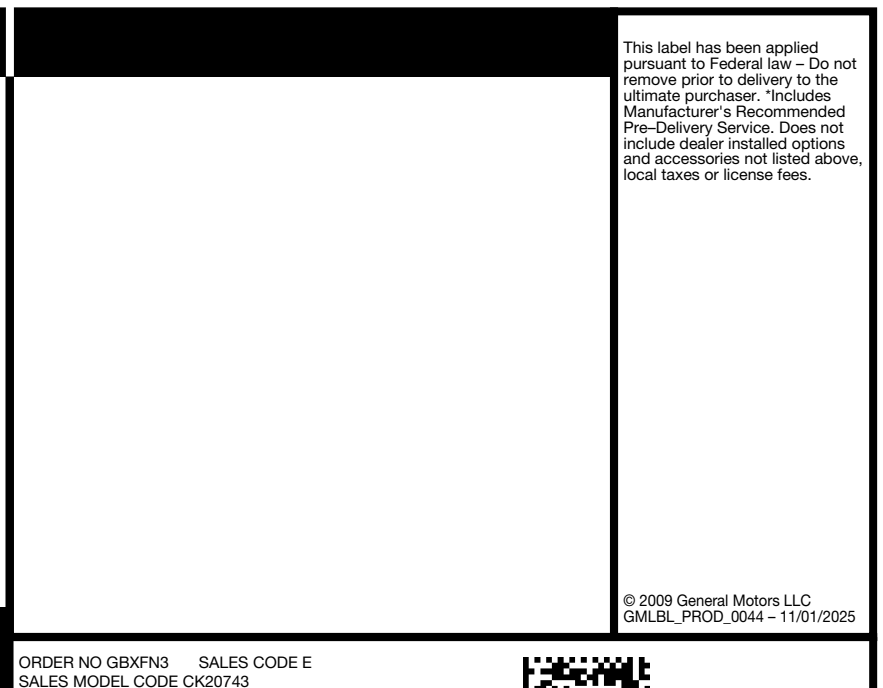 This label has been applied
pursuant to Federal law – Do not
remove prior to delivery to the
ultimate purchaser. *Includes
Manufacturer's Recommended
Pre–Delivery Service. Does not
include dealer installed options
and accessories not listed above,
local taxes or license fees.
© 2009 General Motors LLC
GMLBL_PROD_0044 – 11/01/2025
ORDER NO GBXFN3 SALES CODE E
SALES MODEL CODE CK20743